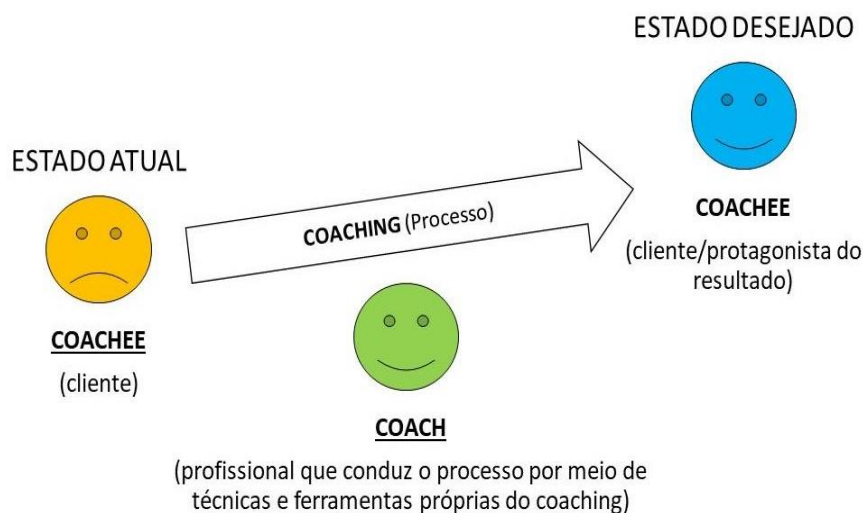 ESTADO DESEJADO
ESTADO ATUAL
COACHING (Processo)
COACHEE
(cliente/protagonista do
resultado)
COACHEE
(cliente)
COACH
(profissional que conduz o processo por meio de
técnicas e ferramentas próprias do coaching)